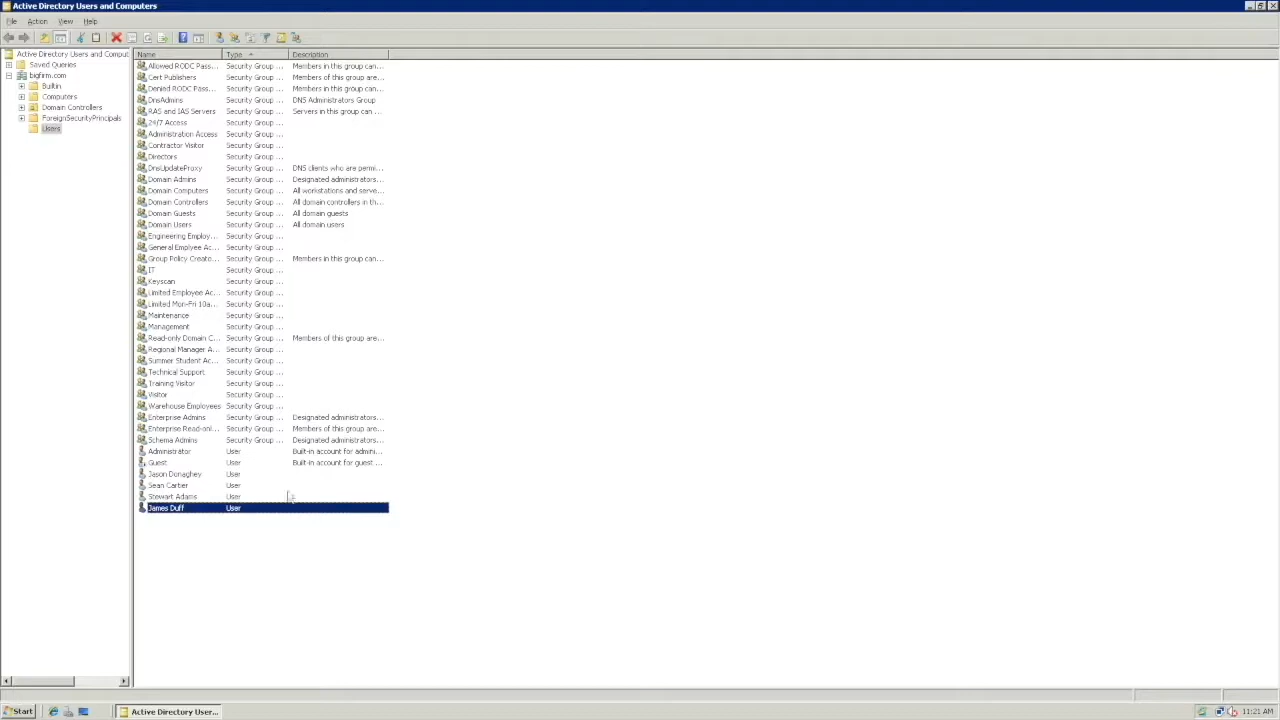 Active Directory Users and Computers
File Action View Help
Active Directory Users and Comput
Saved Queries
bigfirm.com
Builtin
Computers
Domain Controllers
ForeignSecurityPrincipals
Users
Name Type Description
Allowed RODC Pass... Security Group ... Members in this group can...
Cert Publishers Security Group ... Members of this group are...
Denied RODC Pass... Security Group ... Members in this group can...
DnsAdmins Security Group ... DNS Administrators Group
RAS and IAS Servers Security Group ... Servers in this group can ...
24/7 Access Security Group ...
Administration Access Security Group ...
Contractor Visitor Security Group ...
Directors Security Group ...
DnsUpdateProxy Security Group ... DNS clients who are permi...
Domain Admins Security Group ... Designated administrators...
Domain Computers Security Group ... All workstations and serve...
Domain Controllers Security Group ... All domain controllers in th...
Domain Guests Security Group ... All domain guests
Domain Users Security Group ... All domain users
Engineering Employ... Security Group ...
General Emplyee Ac... Security Group ...
Group Policy Creato... Security Group ... Members in this group can...
IT Security Group ...
Keyscan Security Group ...
Limited Employee Ac... Security Group ...
Limited Mon-Fri 10a... Security Group ...
Maintenance Security Group ...
Management Security Group ...
Read-only Domain C... Security Group ... Members of this group are...
Regional Manager A... Security Group ...
Summer Student Ac... Security Group ...
Technical Support Security Group ...
Training Visitor Security Group ...
Visitor Security Group ...
Warehouse Employees Security Group ...
Enterprise Admins Security Group ... Designated administrators...
Enterprise Read-onl... Security Group ... Members of this group are...
Schema Admins Security Group ... Designated administrators...
Administrator User Built-in account for admini...
Guest User Built-in account for guest ...
Jason Donaghey User
Sean Cartier User
Stewart Adams User
James Duff User
Start Active Directory User... 11:21 AM